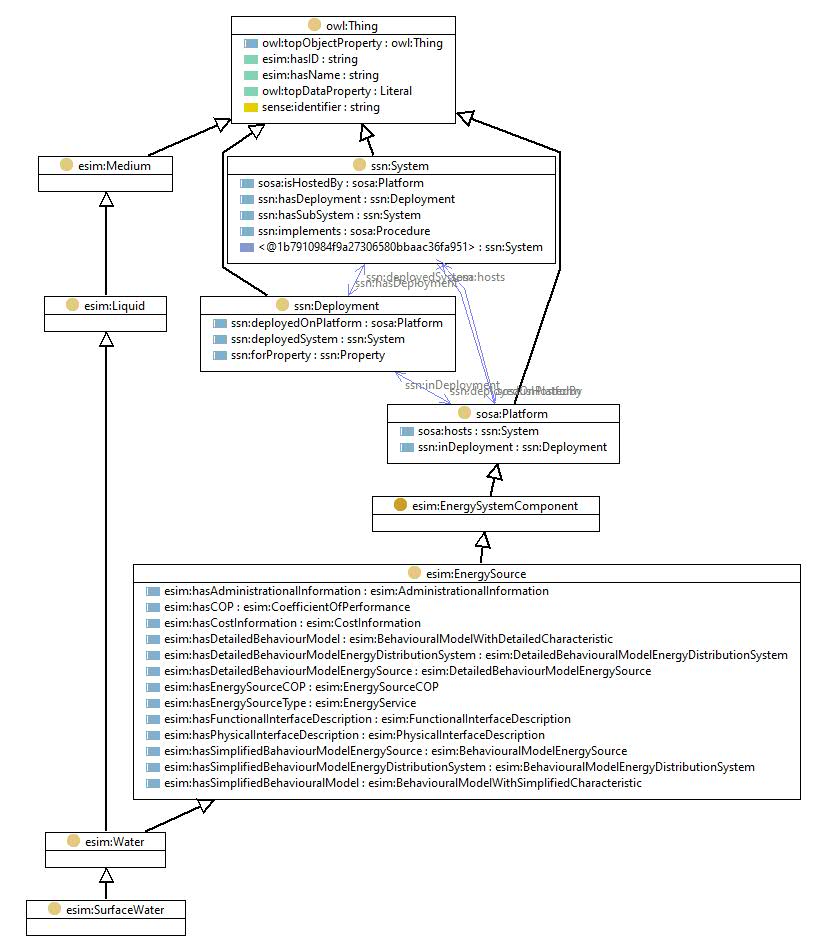 owl:Thing
owl:topObjectProperty : owl:Thing
esim:hasID : string
esim:hasName : string
owl:topDataProperty : Literal
sense:identifier : string
esim:Medium
ssn:System
sosa:isHostedBy : sosa:Platform
ssn:hasDeployment : ssn:Deployment
ssn:hasSubSystem : ssn:System
ssn:implements : sosa:Procedure
<@1b7910984f9a27306580bbaac36fa951> : ssn:System
ssn:deployedSystem
sosa:hosts
ssn:hasDeployment
esim:Liquid
ssn:Deployment
ssn:deployedOnPlatform : sosa:Platform
ssn:deployedSystem : ssn:System
ssn:forProperty : ssn:Property
ssn:inDeployment
ssn:deployedOnPlatform
sosa:isHostedBy
sosa:Platform
sosa:hosts : ssn:System
ssn:inDeployment : ssn:Deployment
esim:EnergySystemComponent
esim:EnergySource
esim:hasAdministrationalInformation : esim:AdministrationalInformation
esim:hasCOP : esim:CoefficientOfPerformance
esim:hasCostInformation : esim:CostInformation
esim:hasDetailedBehaviourModel : esim:BehaviouralModelWithDetailedCharacteristic
esim:hasDetailedBehaviourModelEnergyDistributionSystem : esim:DetailedBehaviouralModelEnergyDistributionSystem
esim:hasDetailedBehaviourModelEnergySource : esim:DetailedBehaviourModelEnergySource
esim:hasEnergySourceCOP : esim:EnergySourceCOP
esim:hasEnergySourceType : esim:EnergyService
esim:hasFunctionalInterfaceDescription : esim:FunctionalInterfaceDescription
esim:hasPhysicalInterfaceDescription : esim:PhysicalInterfaceDescription
esim:hasSimplifiedBehaviourModelEnergySource : esim:BehaviouralModelEnergySource
esim:hasSimplifiedBehaviourModelEnergyDistributionSystem : esim:BehaviouralModelEnergyDistributionSystem
esim:hasSimplifiedBehaviouralModel : esim:BehaviouralModelWithSimplifiedCharacteristic
esim:Water
esim:SurfaceWater